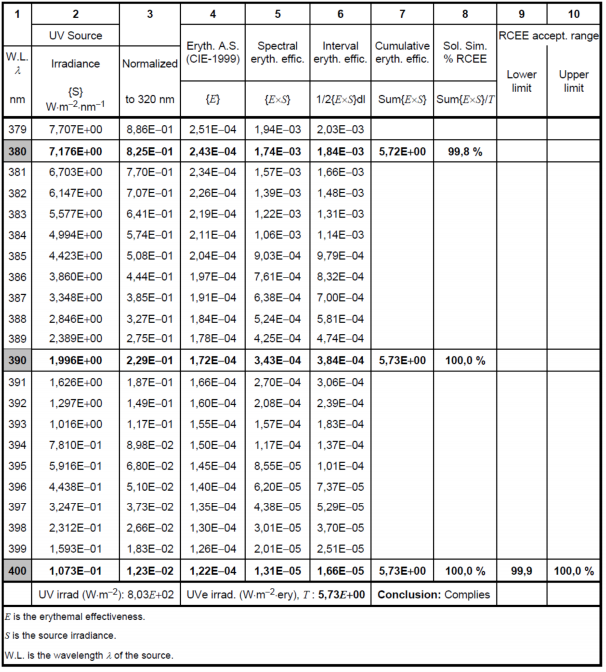 1 2 3 4 5 6 7 8 9 10
W.L. λ nm UV Source Irradiance {S} W·m–2·nm–1 Normalized to 320 nm Eryth. A.S. (CIE-1999) {E} Spectral eryth. effic. {E×S} Interval eryth. effic. 1/2{E×S}dl Cumulative eryth. effic. Sum{E×S} Sol. Sim. % RCEE Sum{E×S}/T RCEE accept. range Lower limit Upper limit
379 7,707E+00 8,86E–01 2,51E–04 1,94E–03 2,03E–03
380 7,176E+00 8,25E–01 2,43E–04 1,74E–03 1,84E–03 5,72E+00 99,8 %
381 6,703E+00 7,70E–01 2,34E–04 1,57E–03 1,66E–03
382 6,147E+00 7,07E–01 2,26E–04 1,39E–03 1,48E–03
383 5,577E+00 6,41E–01 2,19E–04 1,22E–03 1,31E–03
384 4,994E+00 5,74E–01 2,11E–04 1,06E–03 1,14E–03
385 4,423E+00 5,08E–01 2,04E–04 9,03E–04 9,79E–04
386 3,860E+00 4,44E–01 1,97E–04 7,61E–04 8,32E–04
387 3,348E+00 3,85E–01 1,91E–04 6,38E–04 7,00E–04
388 2,846E+00 3,27E–01 1,84E–04 5,24E–04 5,81E–04
389 2,389E+00 2,75E–01 1,78E–04 4,25E–04 4,74E–04
390 1,996E+00 2,29E–01 1,72E–04 3,43E–04 3,84E–04 5,73E+00 100,0 %
391 1,626E+00 1,87E–01 1,66E–04 2,70E–04 3,06E–04
392 1,297E+00 1,49E–01 1,60E–04 2,08E–04 2,39E–04
393 1,016E+00 1,17E–01 1,55E–04 1,57E–04 1,83E–04
394 7,810E–01 8,98E–02 1,50E–04 1,17E–04 1,37E–04
395 5,916E–01 6,80E–02 1,45E–04 8,55E–05 1,01E–04
396 4,438E–01 5,10E–02 1,40E–04 6,20E–05 7,37E–05
397 3,247E–01 3,73E–02 1,35E–04 4,38E–05 5,29E–05
398 2,312E–01 2,66E–02 1,30E–04 3,01E–05 3,70E–05
399 1,593E–01 1,83E–02 1,26E–04 2,01E–05 2,51E–05
400 1,073E–01 1,23E–02 1,22E–04 1,31E–05 1,66E–05 5,73E+00 100,0 % 99,9 100,0 %
UV irrad (W·m–2): 8,03E+02 UVe irrad. (W·m–2-ery), T : 5,73E+00 Conclusion: Complies
E is the erythemal effectiveness.
S is the source irradiance.
W.L. is the wavelength λ of the source.